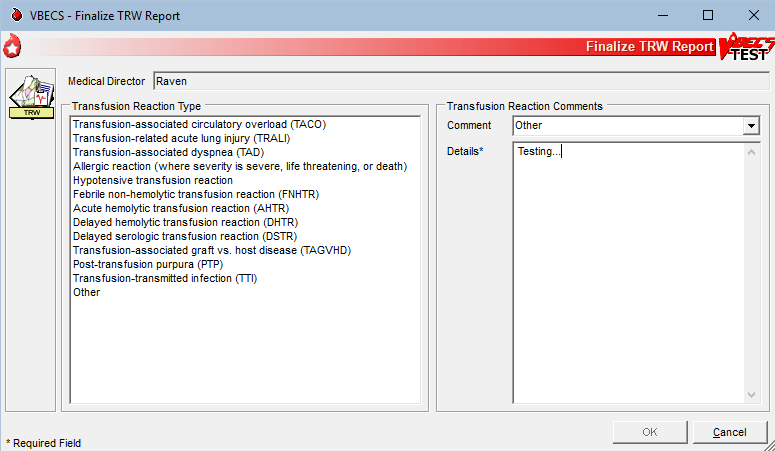 VBECS - Finalize TRW Report
Finalize TRW Report
VBECS
TEST
TRW
Medical Director Raven
Transfusion Reaction Type
Transfusion-associated circulatory overload (TACO)
Transfusion-related acute lung injury (TRALI)
Transfusion-associated dyspnea (TAD)
Allergic reaction (where severity is severe, life threatening, or death)
Hypotensive transfusion reaction
Febrile non-hemolytic transfusion reaction (FNHTR)
Acute hemolytic transfusion reaction (AHTR)
Delayed hemolytic transfusion reaction (DHTR)
Delayed serologic transfusion reaction (DSTR)
Transfusion-associated graft vs. host disease (TAGVHD)
Post-transfusion purpura (PTP)
Transfusion-transmitted infection (TTI)
Other
Transfusion Reaction Comments
Comment Other
Details* Testing...
OK Cancel
* Required Field